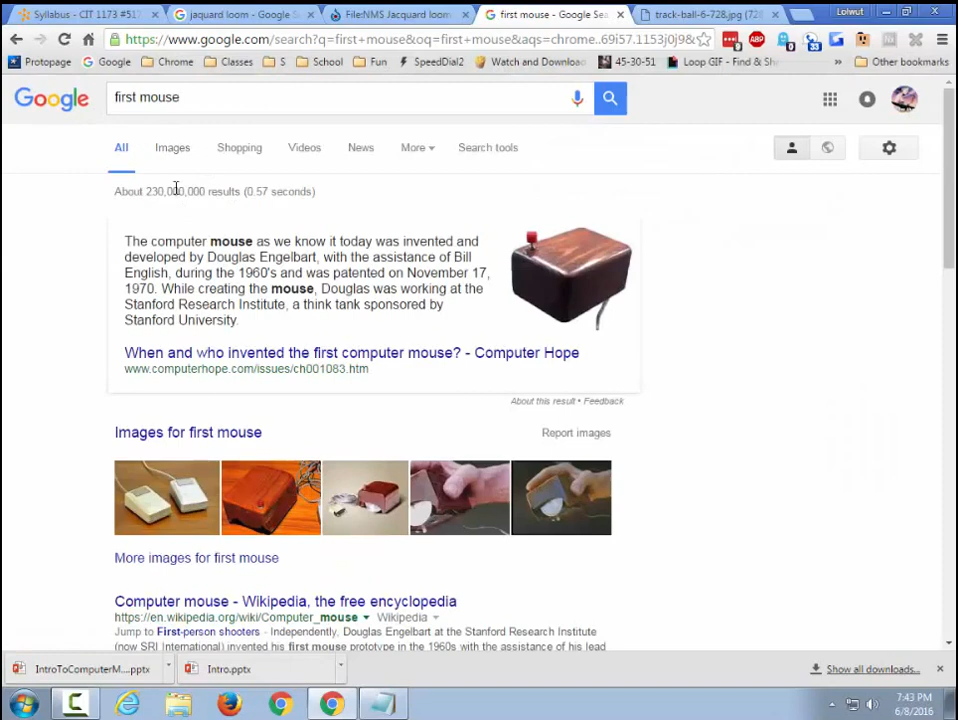 Syllabus - CIT 1173 #51
jaquard loom - Google S
File:NMS Jacquard loom
first mouse - Google Sea
track-ball-6-728.jpg (728
Lolwut
https://www.google.com/search?q=first+mouse&oq=first+mouse&aqs=chrome..69i57.1153j0j9&
Protopage
Google
Chrome
Classes
S
School
Fun
SpeedDial2
Watch and Downloa
45-30-51
Loop GIF - Find & Sh
»
Other bookmarks
Google
first mouse
All
Images
Shopping
Videos
News
More
Search tools
About 230,000,000 results (0.57 seconds)
The computer mouse as we know it today was invented and
developed by Douglas Engelbart, with the assistance of Bill
English, during the 1960's and was patented on November 17,
1970. While creating the mouse, Douglas was working at the
Stanford Research Institute, a think tank sponsored by
Stanford University.
When and who invented the first computer mouse? - Computer Hope
www.computerhope.com/issues/ch001083.htm
About this result • Feedback
Images for first mouse
Report images
More images for first mouse
Computer mouse - Wikipedia, the free encyclopedia
https://en.wikipedia.org/wiki/Computer_mouse
Wikipedia
Jump to First-person shooters - Independently, Douglas Engelbart at the Stanford Research Institute
(now SRI International) invented his first mouse prototype in the 1960s with the assistance of his lead
IntroToComputerM....pptx
Intro.pptx
Show all downloads...
7:43 PM
6/8/2016